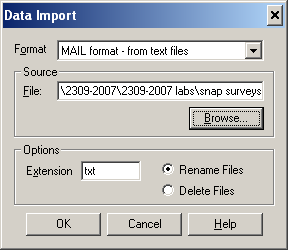 Data Import
Format MAIL format - from text files
Source
File: \2309-2007\2309-2007 labs\snap surveys
Browse...
Options
Extension txt Rename Files
Delete Files
OK Cancel Help